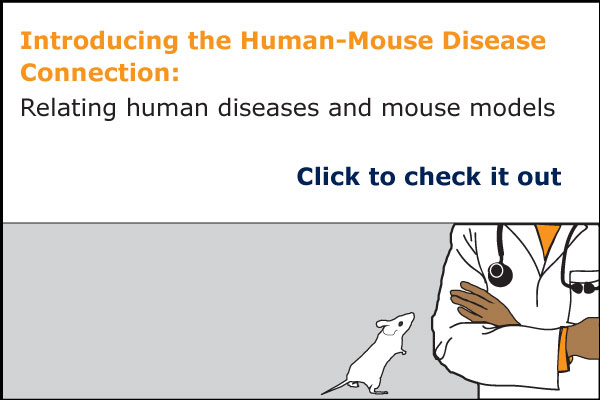 Introducing the Human-Mouse Disease
Connection:
Relating human diseases and mouse models
Click to check it out